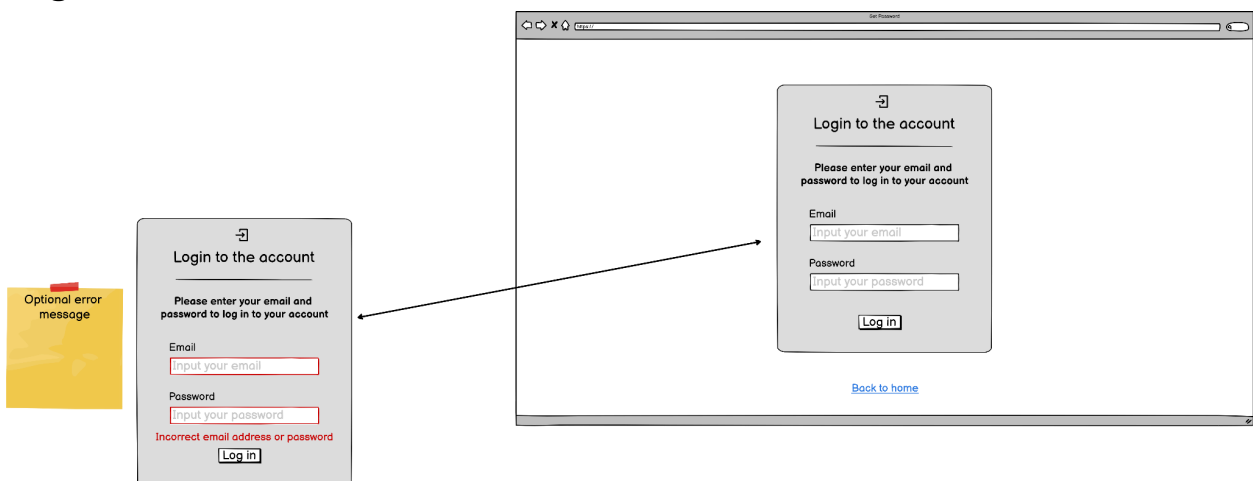 Set Password
https://
Login to the account
Please enter your email and
password to log in to your account
Email
Input your email
Password
Input your password
Log in
Back to home
Optional error
message
Login to the account
Please enter your email and
password to log in to your account
Email
Input your email
Password
Input your password
Incorrect email address or password
Log in